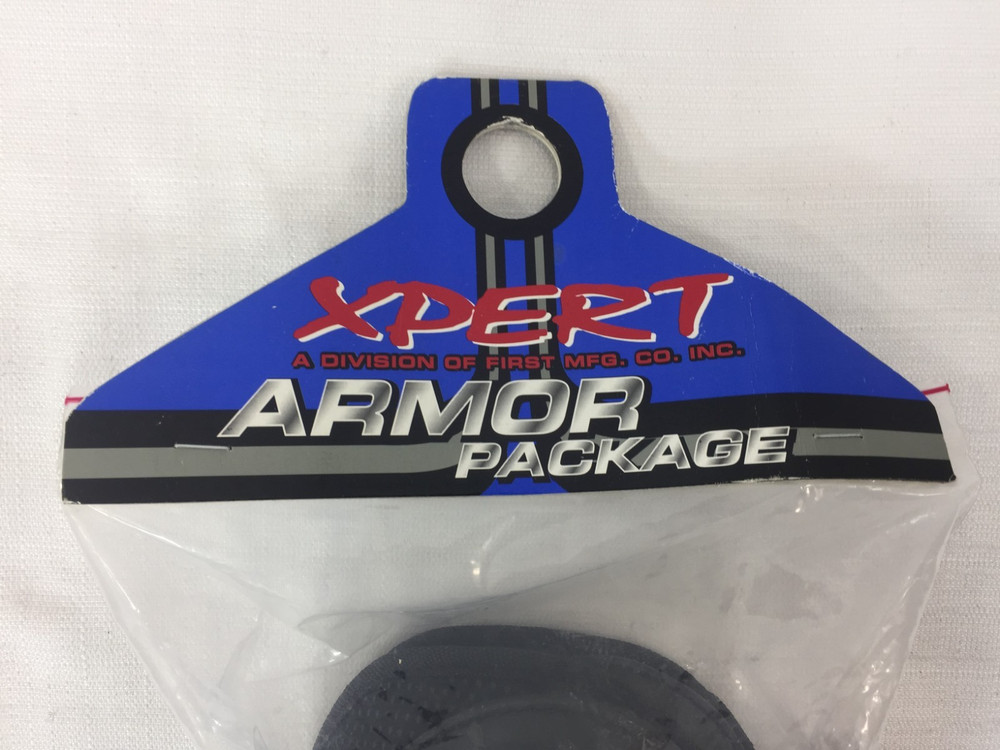 XPERT
A DIVISION OF FIRST MFG. CO. INC.
ARMOR
PACKAGE